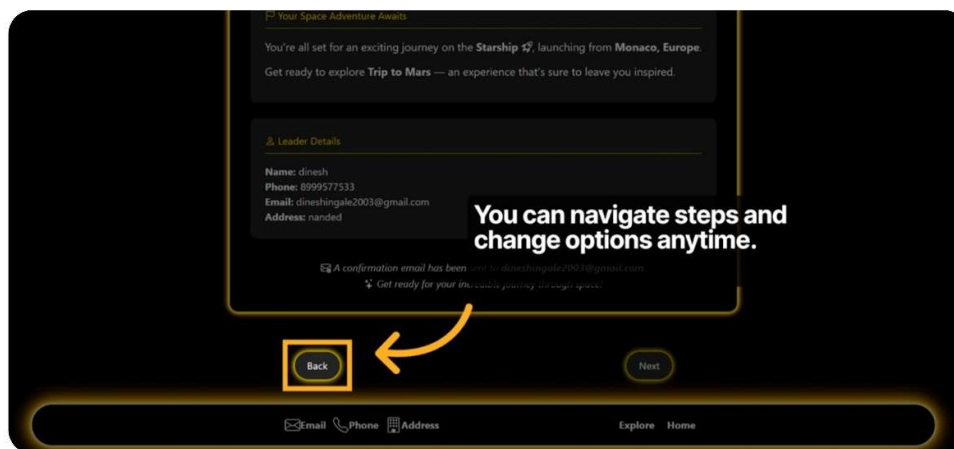 Your Space Adventure Awaits
You're all set for an exciting journey on the Starship 🚀, launching from Monaco, Europe.
Get ready to explore Trip to Mars — an experience that's sure to leave you inspired.
Leader Details
Name: dinesh
Phone: 8999577533
Email: dineshingale2003@gmail.com
Address: nanded
You can navigate steps and
change options anytime.
A confirmation email has been sent to dineshingale2003@gmail.com.
Get ready for your incredible journey through space!
Back
Next
Email Phone Address
Explore Home